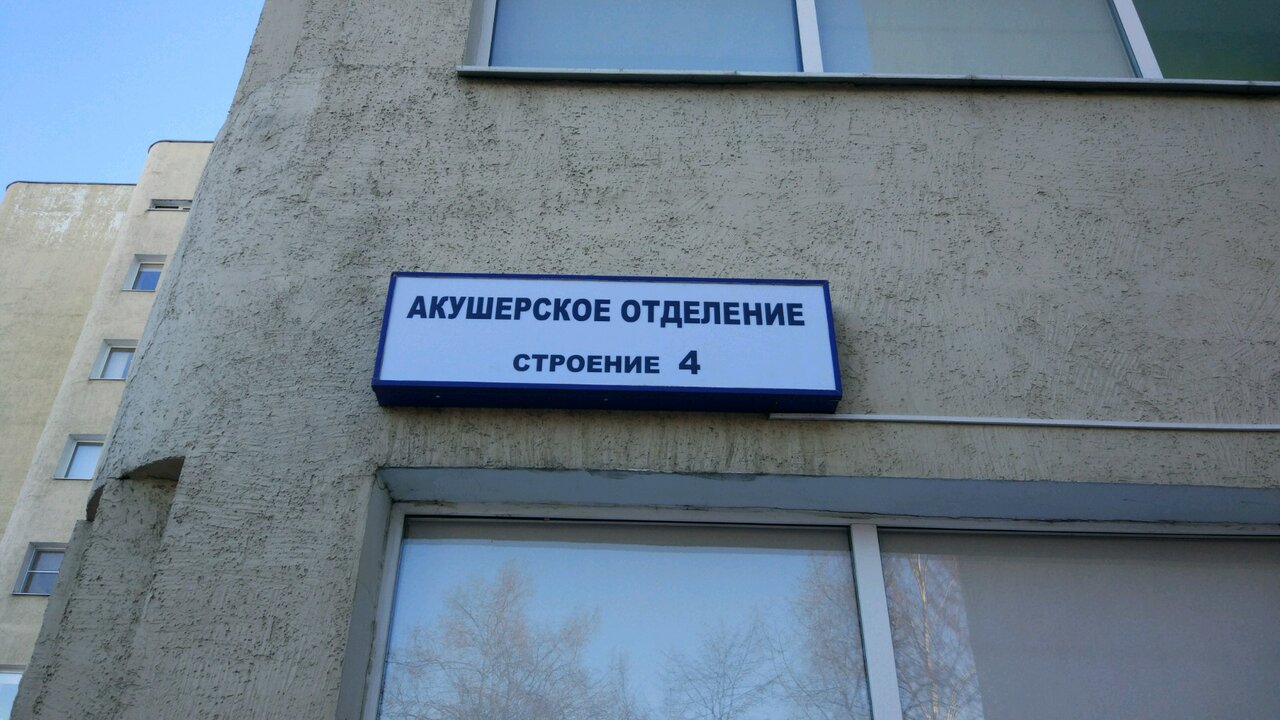 АКУШЕРСКОЕ ОТДЕЛЕНИЕ
СТРОЕНИЕ 4